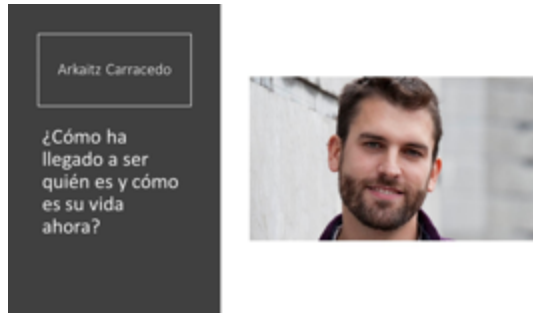 Arkaitz Carracedo
¿Cómo ha
llegado a ser
quién es y cómo
es su vida
ahora?